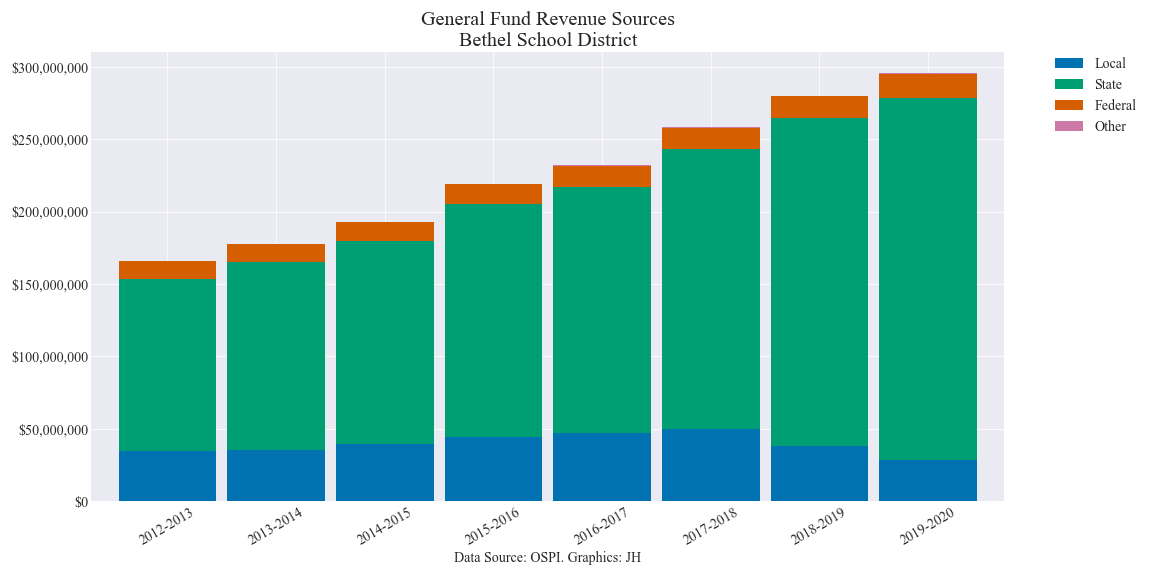 General Fund Revenue Sources
Bethel School District
$300,000,000
$250,000,000
$200,000,000
$150,000,000
$100,000,000
$50,000,000
$0
Local
State
Federal
Other
2012-2013
2013-2014
2014-2015
2015-2016
2016-2017
2017-2018
2018-2019
2019-2020
Data Source: OSPI. Graphics: JH